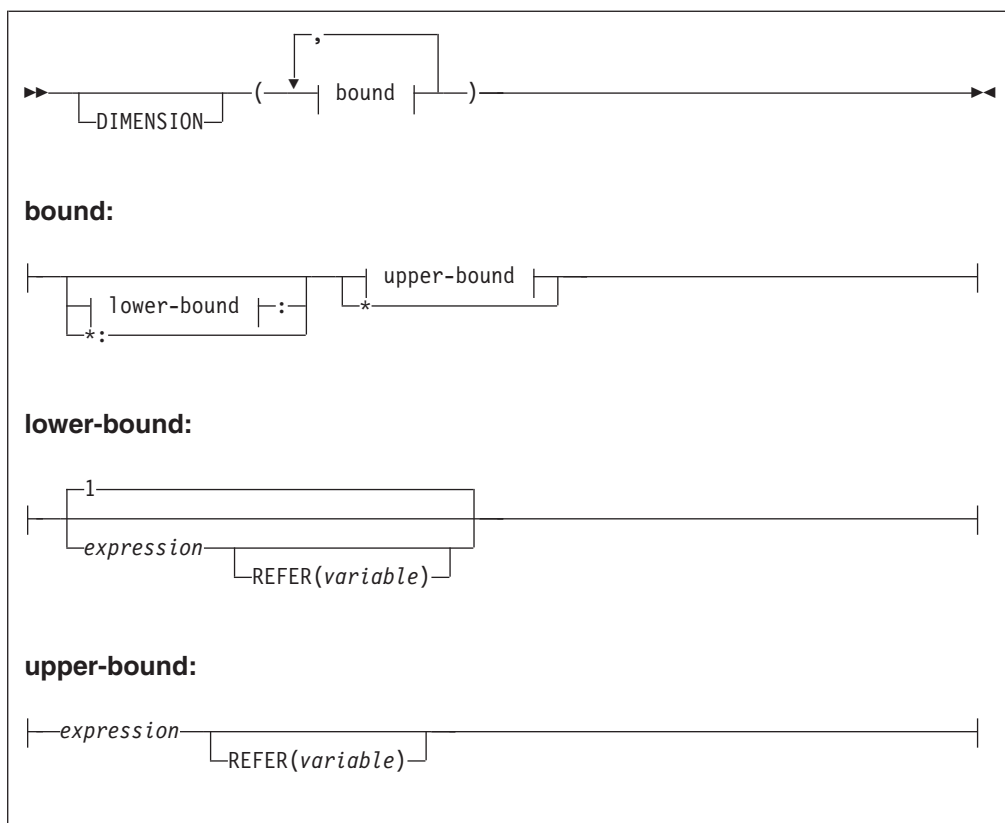 ,
( bound )
DIMENSION
bound:
upper-bound
lower-bound : *
*:
lower-bound:
1
expression
REFER(variable)
upper-bound:
expression
REFER(variable)